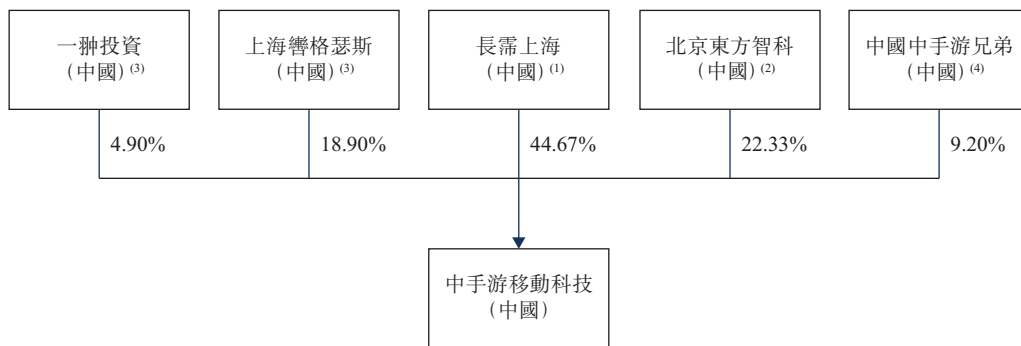 一翀投資
（中國）(3)
上海轡格瑟斯
（中國）(3)
長霈上海
（中國）(1)
北京東方智科
（中國）(2)
中國中手游兄弟
（中國）(4)
4.90%
18.90%
44.67%
22.33%
9.20%
中手游移動科技
（中國）